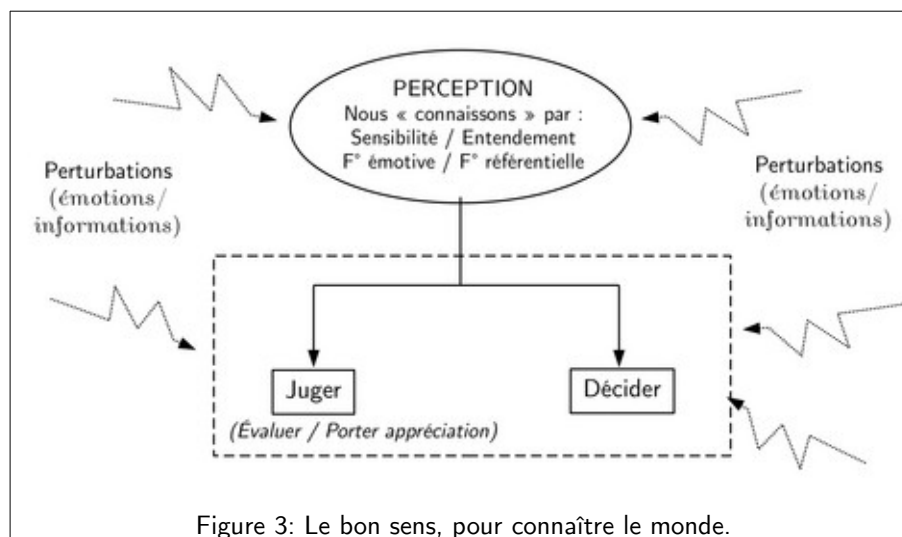 PERCEPTION
Nous « connaissons » par :
Sensibilité / Entendement
F° émotive / F° référentielle
Perturbations
(émotions/
informations)
Perturbations
(émotions/
informations)
Juger
Décider
(Évaluer / Porter appréciation)
Figure 3: Le bon sens, pour connaître le monde.